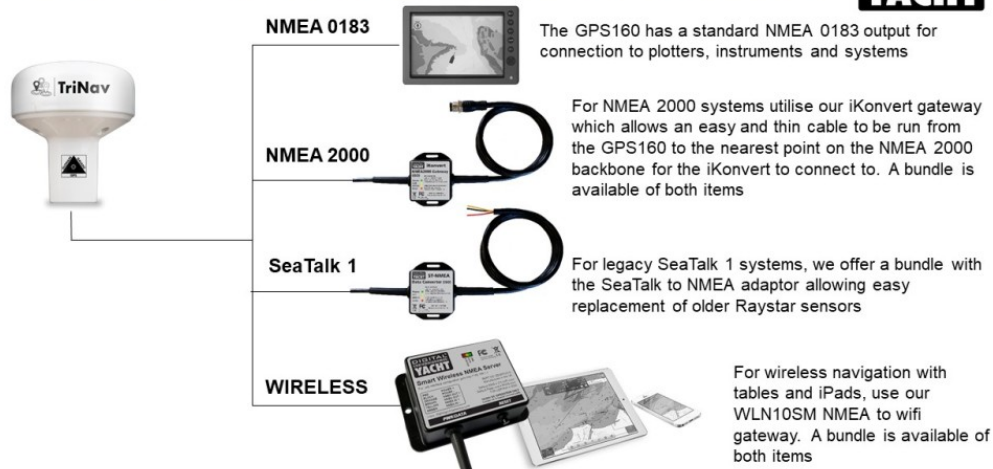 YACHT
NMEA 0183
The GPS160 has a standard NMEA 0183 output for
connection to plotters, instruments and systems
TriNav
NMEA 2000
For NMEA 2000 systems utilise our iKonvert gateway
which allows an easy and thin cable to be run from
the GPS160 to the nearest point on the NMEA 2000
backbone for the iKonvert to connect to. A bundle is
available of both items
iKonvert
SeaTalk 1
For legacy SeaTalk 1 systems, we offer a bundle with
the SeaTalk to NMEA adaptor allowing easy
replacement of older Raystar sensors
ST-NMEA
WIRELESS
DIGITAL
YACHT
FC
Smart Wireless NMEA Server
For wireless navigation with
tables and iPads, use our
WLN10SM NMEA to wifi
gateway. A bundle is available of
both items